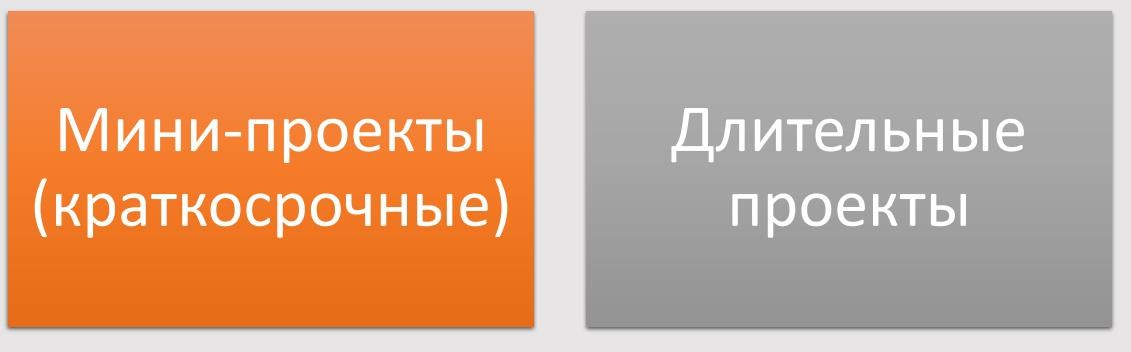 Мини-проекты
(краткосрочные)
Длительные
проекты